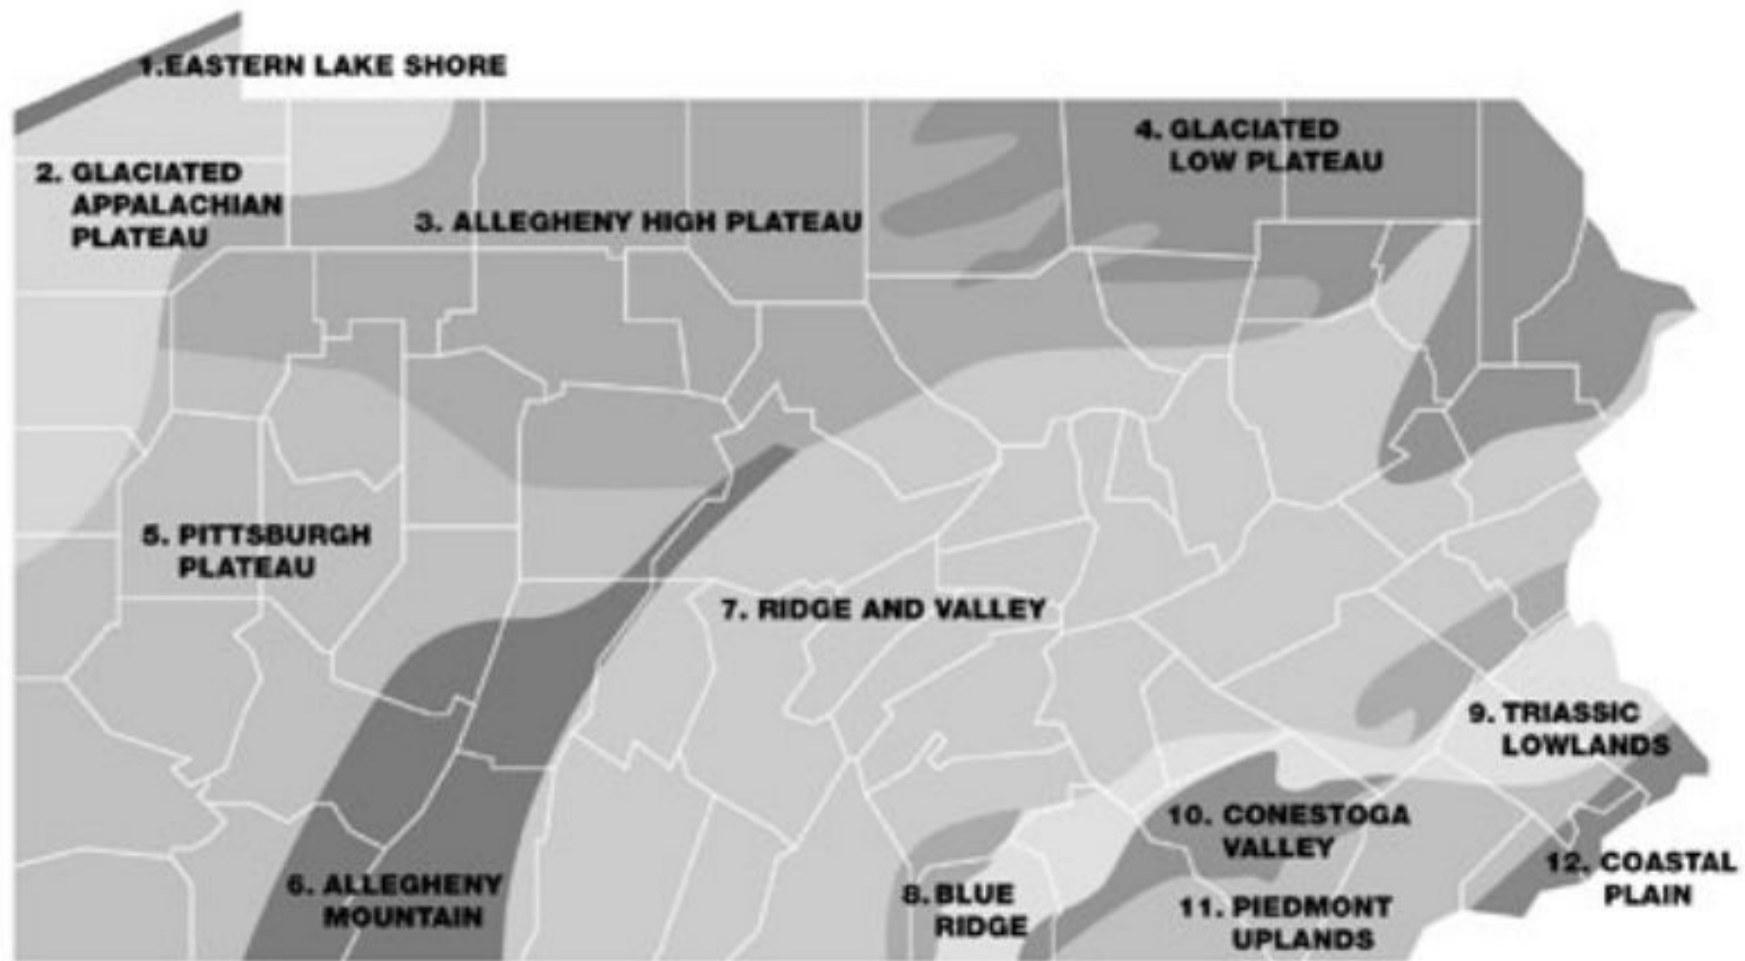 1.EASTERN LAKE SHORE
2. GLACIATED
APPALACHIAN
PLATEAU
3. ALLEGHENY HIGH PLATEAU
4. GLACIATED
LOW PLATEAU
5. PITTSBURGH
PLATEAU
6. ALLEGHENY
MOUNTAIN
7. RIDGE AND VALLEY
8. BLUE
RIDGE
9. TRIASSIC
LOWLANDS
10. CONESTOGA
VALLEY
11. PIEDMONT
UPLANDS
12. COASTAL
PLAIN